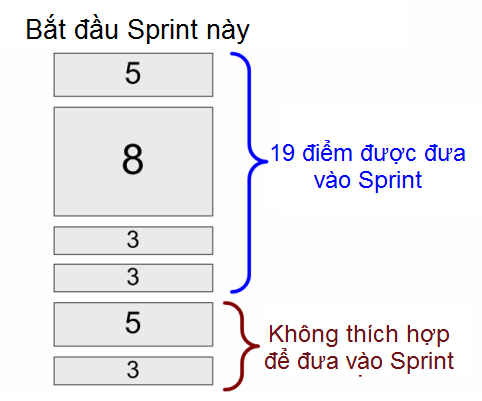 Bắt đầu Sprint này
5
8
3
3
5
3
19 điểm được đưa
vào Sprint
Không thích hợp
để đưa vào Sprint